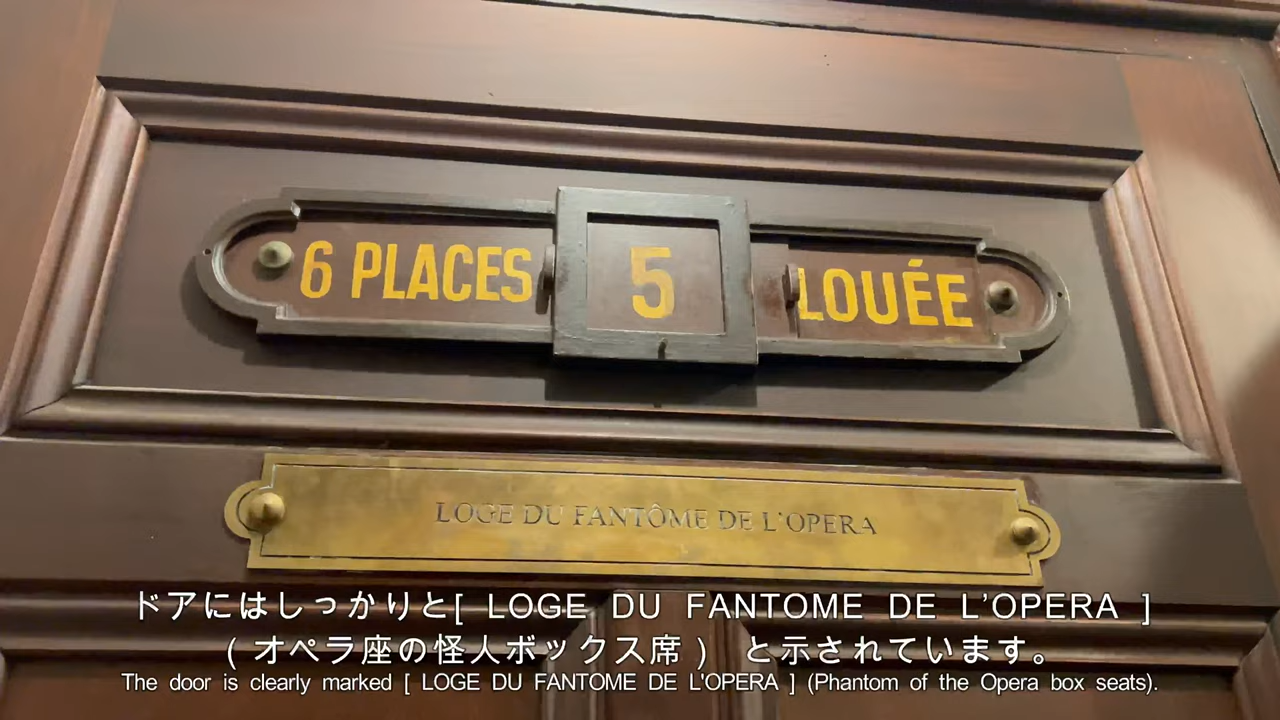 6 PLACES 5 LOUÉE
LOGE DU FANTÔME DE L'OPERA
ドアにはしっかりと[ LOGE DU FANTOME DE L'OPERA ]
( オペラ座の怪人ボックス席 ) と示されています。
The door is clearly marked [ LOGE DU FANTOME DE L'OPERA ] (Phantom of the Opera box seats).